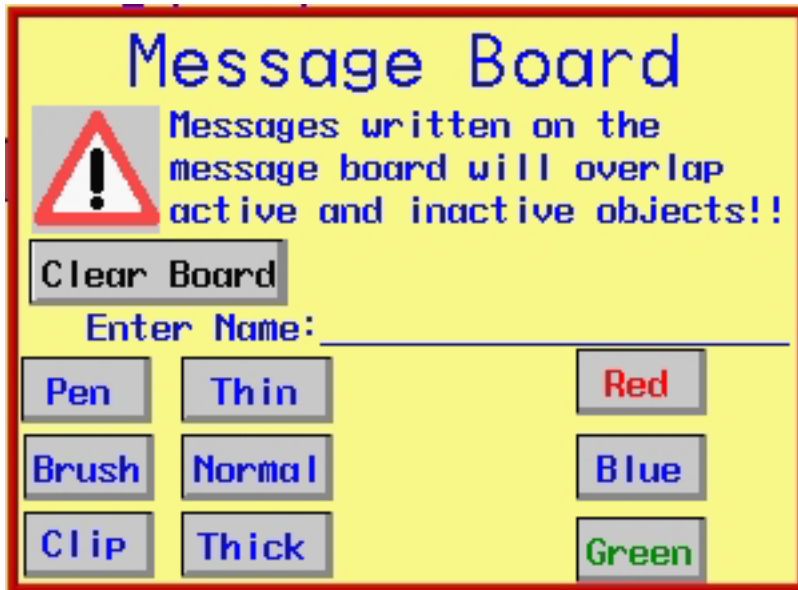 Message Board
Messages written on the
message board will overlap
active and inactive objects!!
Clear Board
Enter Name:
Pen Thin Red
Brush Normal Blue
Clip Thick Green